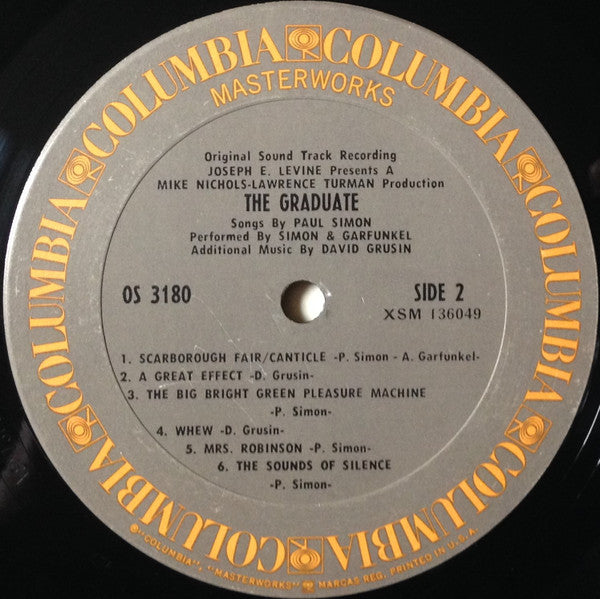 COLUMBIA COLUMBIA COLUMBIA COLUMBIA COLUMBIA COLUMBIA COLUMBIA COLUMBIA
MASTERWORKS
Original Sound Track Recording
JOSEPH E. LEVINE Presents A
MIKE NICHOLS-LAWRENCE TURMAN Production
THE GRADUATE
Songs By PAUL SIMON
Performed By SIMON & GARFUNKEL
Additional Music By DAVID GRUSIN
OS 3180
SIDE 2
XSM 136049
1. SCARBOROUGH FAIR/CANTICLE -P. Simon - A. Garfunkel-
2. A GREAT EFFECT -D. Grusin-
3. THE BIG BRIGHT GREEN PLEASURE MACHINE
-P. Simon-
4. WHEW -D. Grusin-
5. MRS. ROBINSON -P. Simon-
6. THE SOUNDS OF SILENCE
-P. Simon-
℗"COLUMBIA", "MASTERWORKS" MARCAS REG. PRINTED IN U.S.A.